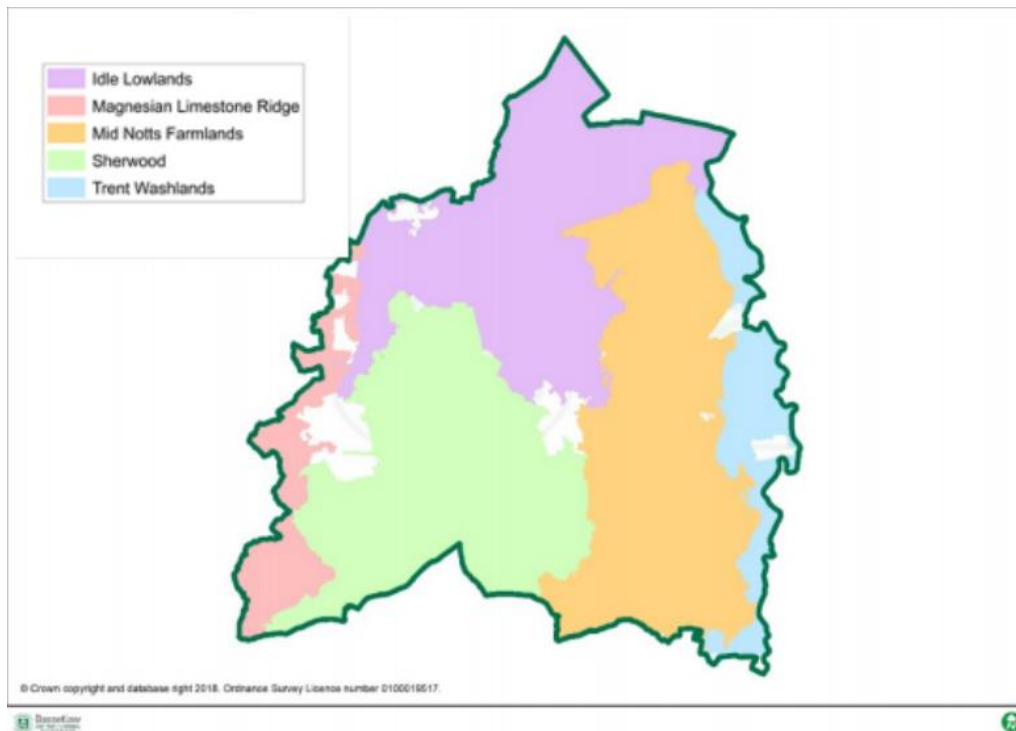 Idle Lowlands
Magnesian Limestone Ridge
Mid Notts Farmlands
Sherwood
Trent Washlands
© Crown copyright and database right 2018. Ordnance Survey Licence number 0100019517.